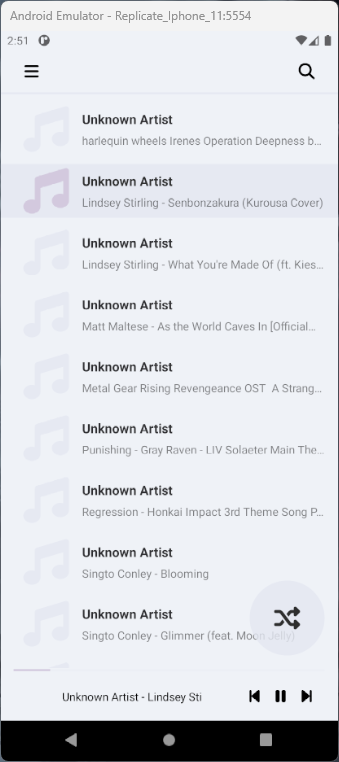 Android Emulator - Replicate_Iphone_11:5554
2:51
Unknown Artist
harlequin wheels Irenes Operation Deepness b...
Unknown Artist
Lindsey Stirling - Senbonzakura (Kurousa Cover)
Unknown Artist
Lindsey Stirling - What You're Made Of (ft. Kies...
Unknown Artist
Matt Maltese - As the World Caves In [Official...
Unknown Artist
Metal Gear Rising Revengeance OST A Strang...
Unknown Artist
Punishing - Gray Raven - LIV Solaeter Main The...
Unknown Artist
Regression - Honkai Impact 3rd Theme Song P...
Unknown Artist
Singto Conley - Blooming
Unknown Artist
Singto Conley - Glimmer (feat. Moon Jelly)
Unknown Artist - Lindsey Sti